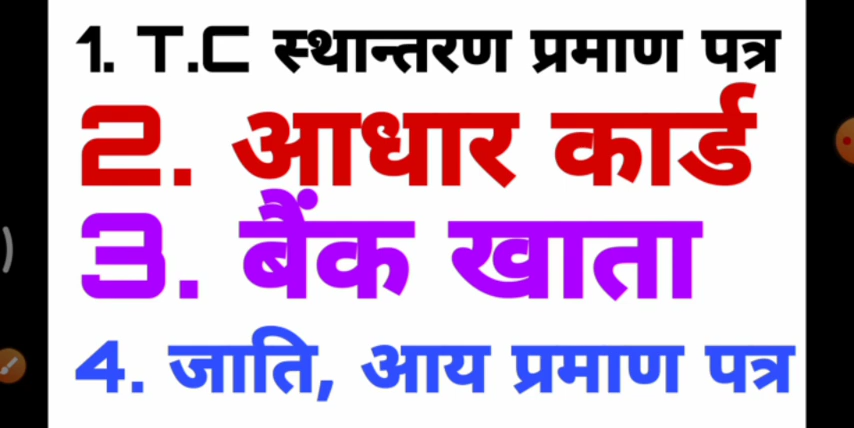 1. T.C स्थान्तरण प्रमाण पत्र
2. आधार कार्ड
3. बैंक खाता
4. जाति, आय प्रमाण पत्र